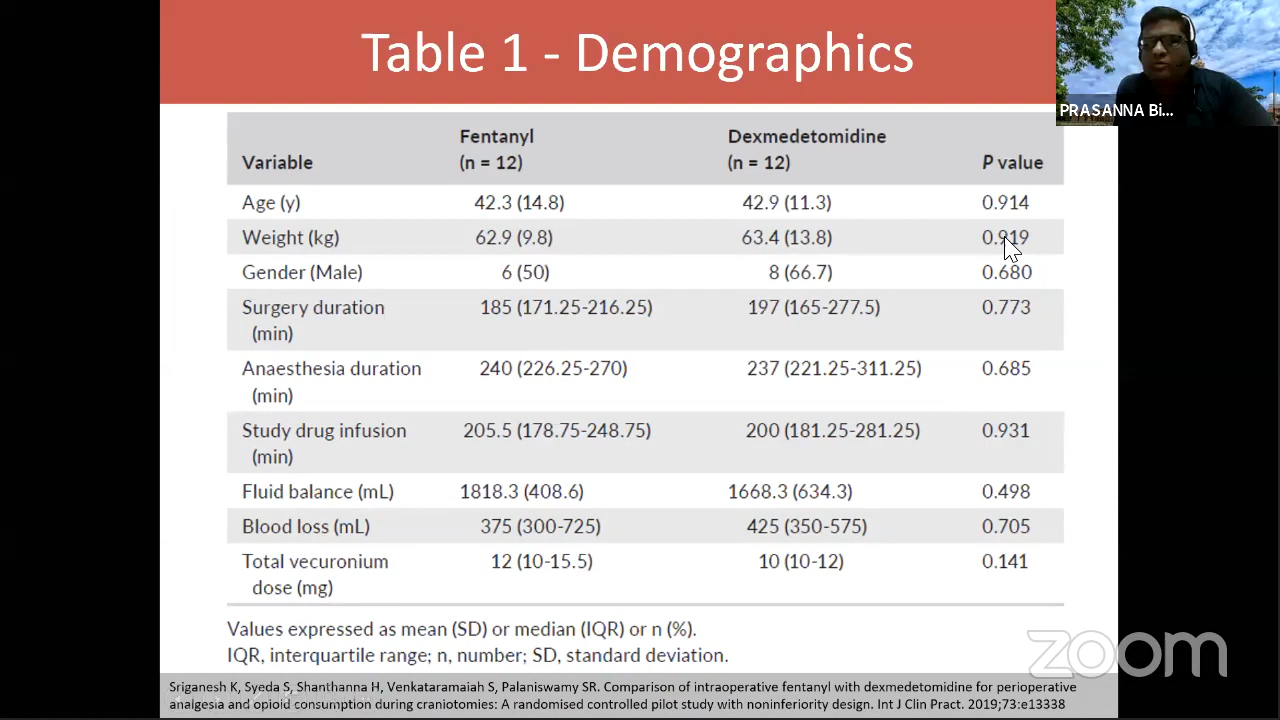 Table 1 - Demographics
PRASANNA Bi...
Variable Fentanyl (n = 12) Dexmedetomidine (n = 12) P value
Age (y) 42.3 (14.8) 42.9 (11.3) 0.914
Weight (kg) 62.9 (9.8) 63.4 (13.8) 0.919
Gender (Male) 6 (50) 8 (66.7) 0.680
Surgery duration (min) 185 (171.25-216.25) 197 (165-277.5) 0.773
Anaesthesia duration (min) 240 (226.25-270) 237 (221.25-311.25) 0.685
Study drug infusion (min) 205.5 (178.75-248.75) 200 (181.25-281.25) 0.931
Fluid balance (mL) 1818.3 (408.6) 1668.3 (634.3) 0.498
Blood loss (mL) 375 (300-725) 425 (350-575) 0.705
Total vecuronium dose (mg) 12 (10-15.5) 10 (10-12) 0.141
Values expressed as mean (SD) or median (IQR) or n (%).
IQR, interquartile range; n, number; SD, standard deviation.
zoom
Sriganesh K, Syeda S, Shanthanna H, Venkataramaiah S, Palaniswamy SR. Comparison of intraoperative fentanyl with dexmedetomidine for perioperative
analgesia and opioid consumption during craniotomies: A randomised controlled pilot study with noninferiority design. Int J Clin Pract. 2019;73:e13338